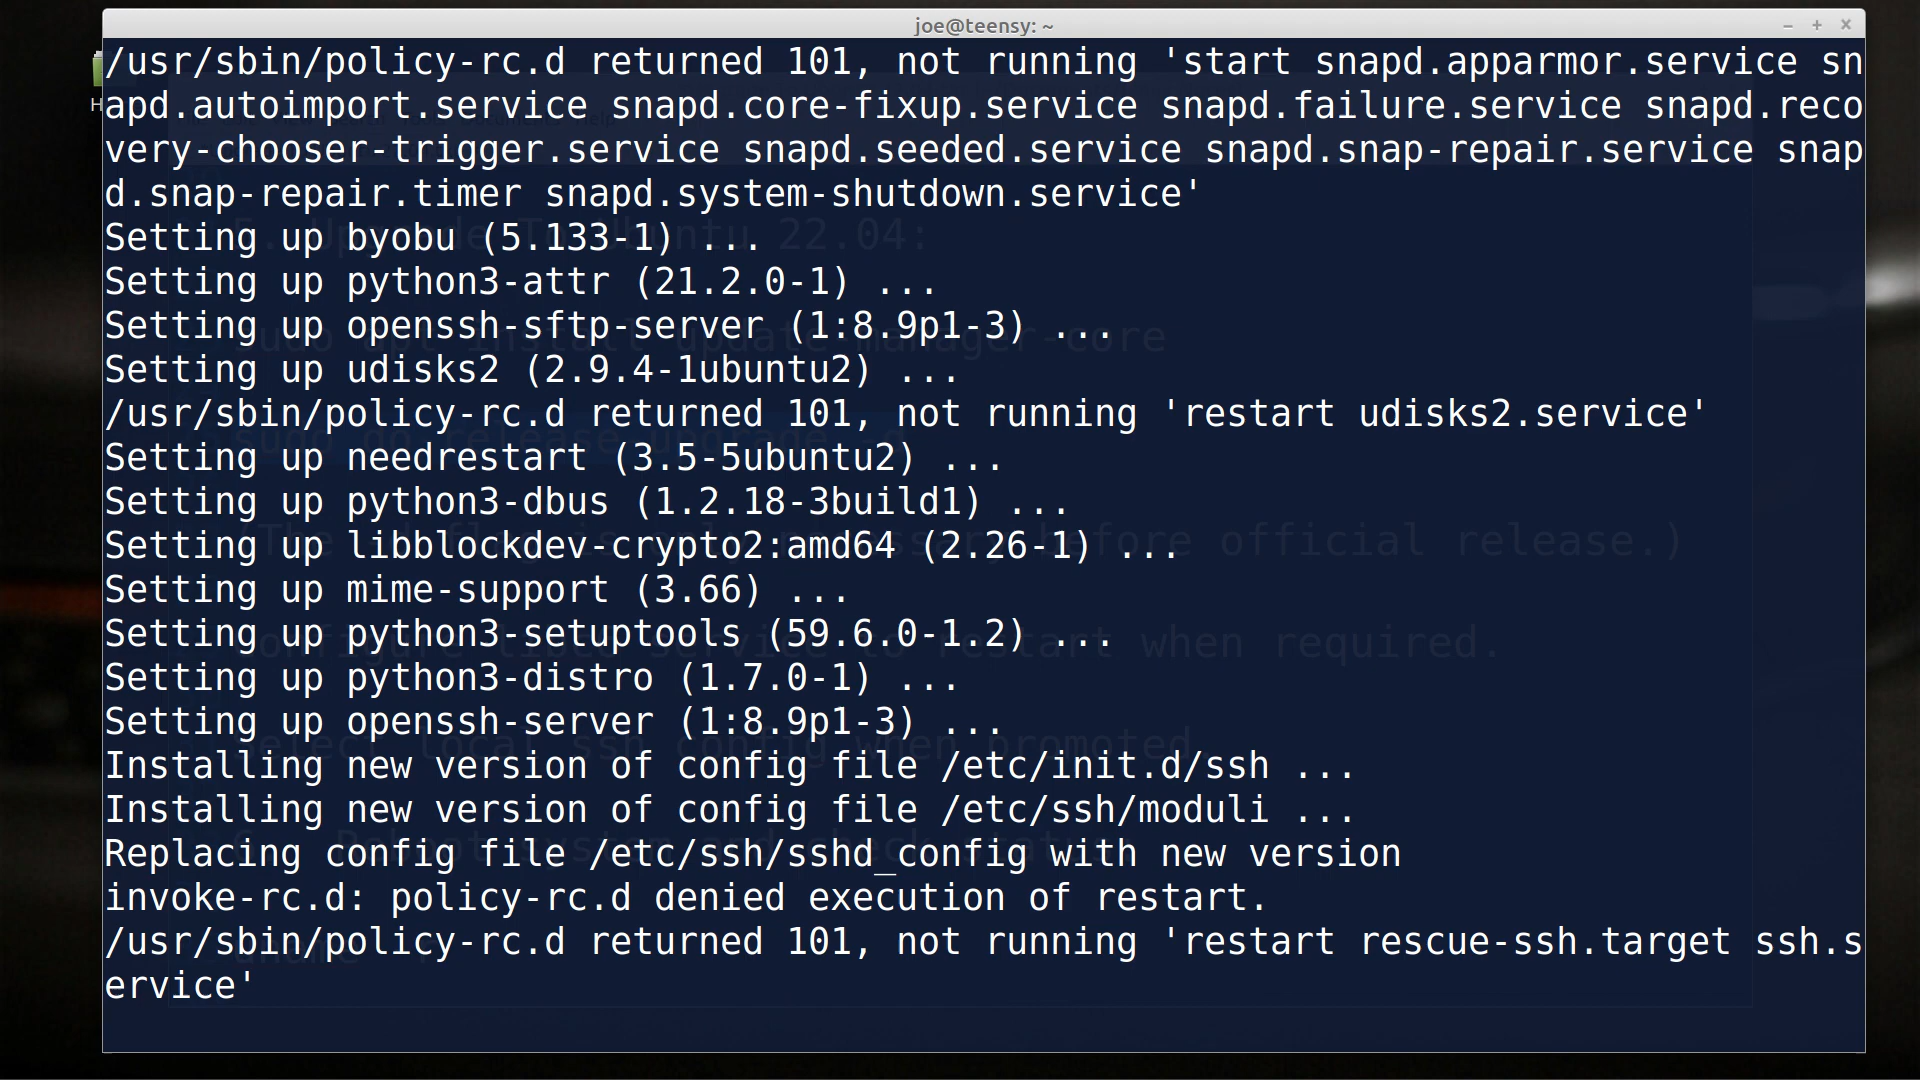 joe@teensy: ~
/usr/sbin/policy-rc.d returned 101, not running 'start snapd.apparmor.service sn
apd.autoimport.service snapd.core-fixup.service snapd.failure.service snapd.reco
very-chooser-trigger.service snapd.seeded.service snapd.snap-repair.service snap
d.snap-repair.timer snapd.system-shutdown.service'
Setting up byobu (5.133-1) ...
Setting up python3-attr (21.2.0-1) ...
Setting up openssh-sftp-server (1:8.9p1-3) ...
Setting up udisks2 (2.9.4-1ubuntu2) ...
/usr/sbin/policy-rc.d returned 101, not running 'restart udisks2.service'
Setting up needrestart (3.5-5ubuntu2) ...
Setting up python3-dbus (1.2.18-3build1) ...
Setting up libblockdev-crypto2:amd64 (2.26-1) ...
Setting up mime-support (3.66) ...
Setting up python3-setuptools (59.6.0-1.2) ...
Setting up python3-distro (1.7.0-1) ...
Setting up openssh-server (1:8.9p1-3) ...
Installing new version of config file /etc/init.d/ssh ...
Installing new version of config file /etc/ssh/moduli ...
Replacing config file /etc/ssh/sshd_config with new version
invoke-rc.d: policy-rc.d denied execution of restart.
/usr/sbin/policy-rc.d returned 101, not running 'restart rescue-ssh.target ssh.s
ervice'